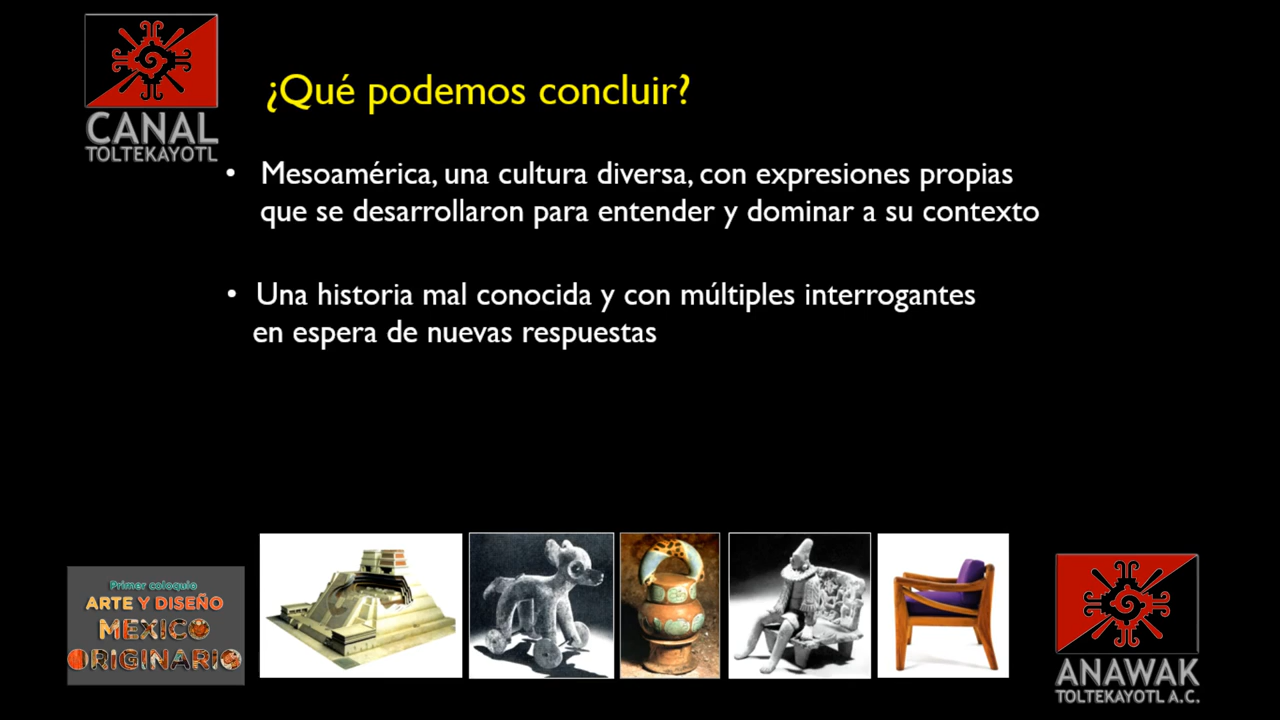 CANAL
TOLTEKAYOTL
¿Qué podemos concluir?
• Mesoamérica, una cultura diversa, con expresiones propias
que se desarrollaron para entender y dominar a su contexto
• Una historia mal conocida y con múltiples interrogantes
en espera de nuevas respuestas
Primer coloquio
ARTE Y DISEÑO
MEXICO
ORIGINARIO
ANAWAK
TOLTEKAYOTL A.C.